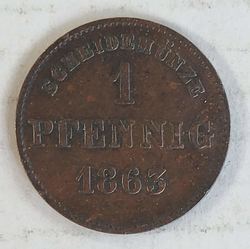 SCHEIDEMÜNZE
1
PFENNIG
1863